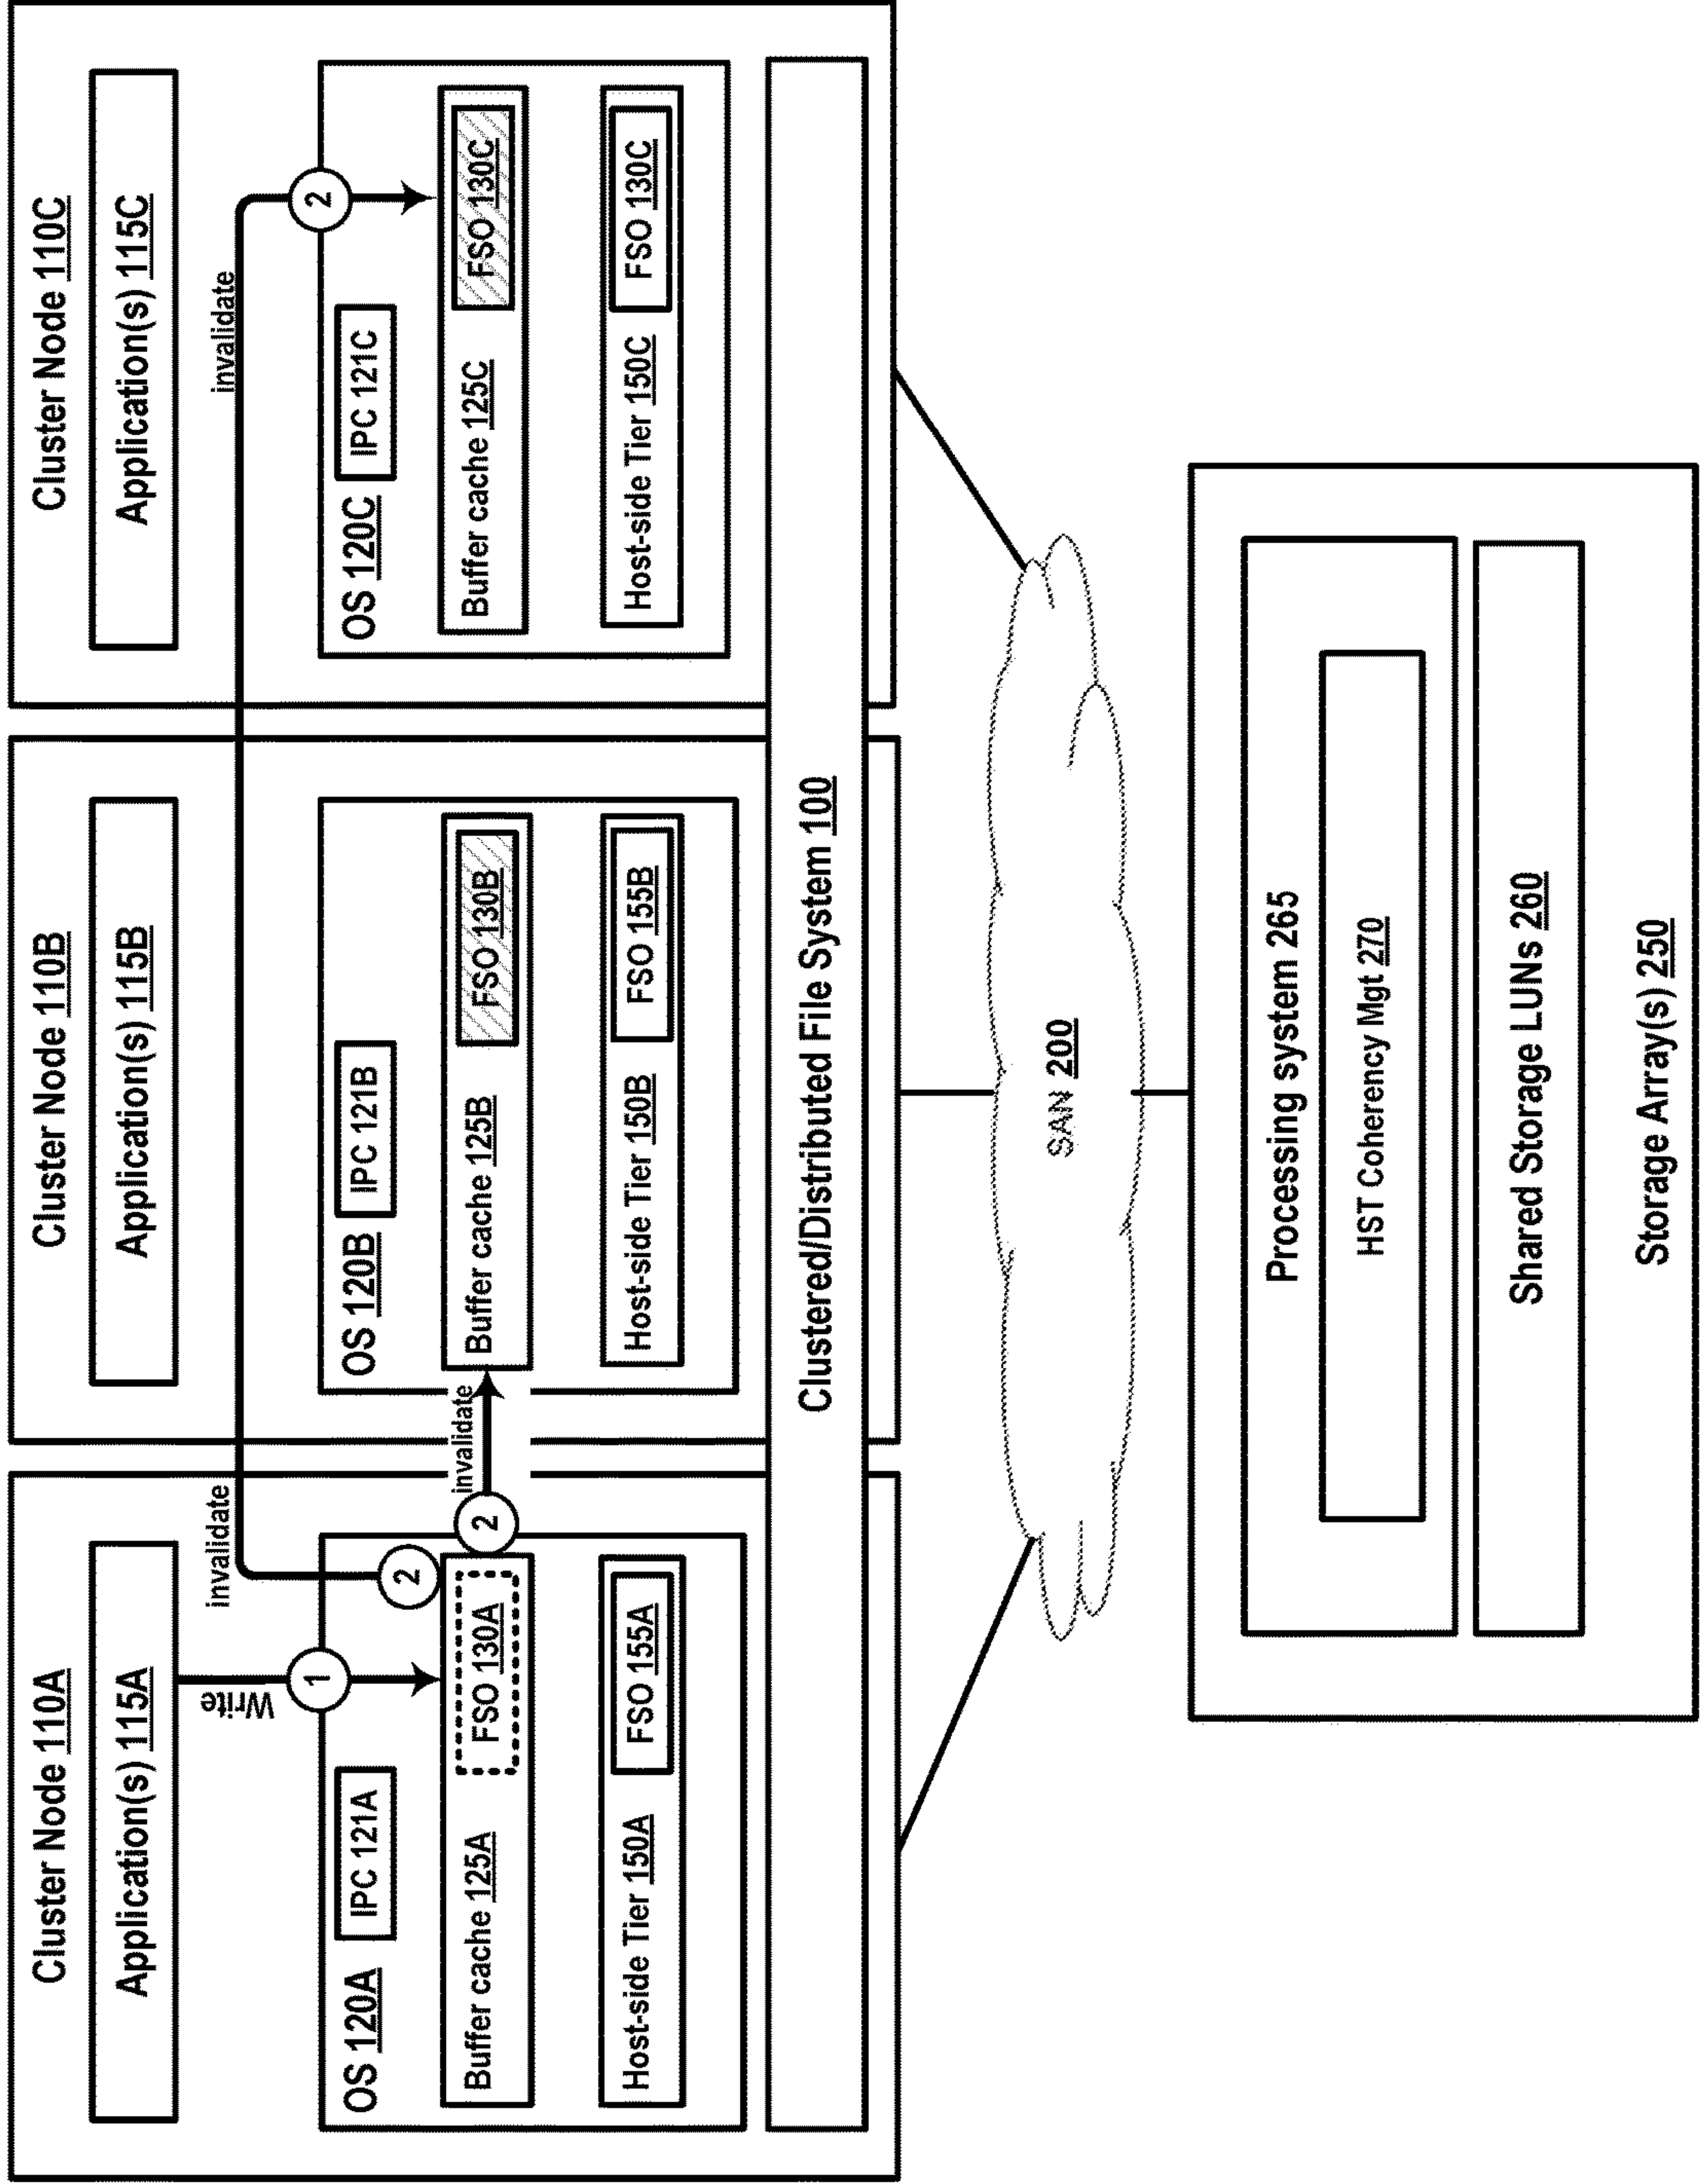 Cluster Node 110A
Application(s) 115A
Write
1
invalidate
OS 120A
IPC 121A
2
Buffer cache 125A
FSO 130A
2
invalidate
Host-side Tier 150A
FSO 155A
Cluster Node 110B
Application(s) 115B
OS 120B
IPC 121B
Buffer cache 125B
FSO 130B
Host-side Tier 150B
FSO 155B
Cluster Node 110C
Application(s) 115C
invalidate
2
OS 120C
IPC 121C
Buffer cache 125C
FSO 130C
Host-side Tier 150C
FSO 130C
Clustered/Distributed File System 100
SAN 200
Processing system 265
HST Coherency Mgt 270
Shared Storage LUNs 260
Storage Array(s) 250